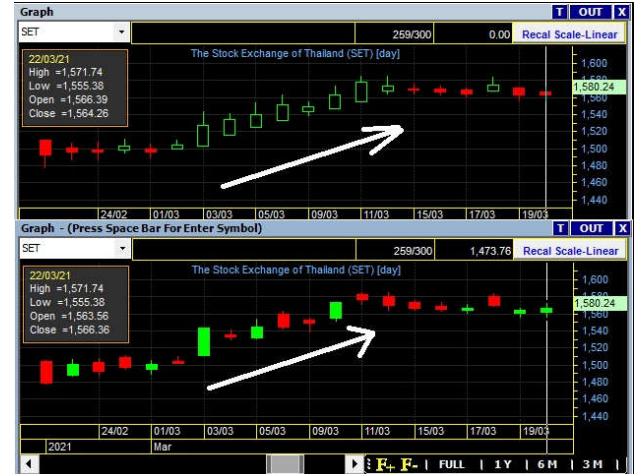 Graph T OUT X
SET 259/300 0.00 Recal Scale-Linear
The Stock Exchange of Thailand (SET) [day]
22/03/21
High =1,571.74
Low =1,555.38
Open =1,566.39
Close =1,564.26
1,600
1,580.24
1,560
1,540
1,520
1,500
1,480
1,460
1,440
24/02 01/03 03/03 05/03 09/03 11/03 15/03 17/03 19/03
Graph - (Press Space Bar For Enter Symbol) T OUT X
SET 259/300 1,473.76 Recal Scale-Linear
The Stock Exchange of Thailand (SET) [day]
22/03/21
High =1,571.74
Low =1,555.38
Open =1,563.56
Close =1,566.36
1,600
1,580.24
1,560
1,540
1,520
1,500
1,480
1,460
1,440
24/02 01/03 03/03 05/03 09/03 11/03 15/03 17/03 19/03
2021 Mar
F+ F- | FULL | 1Y | 6M | 3M |